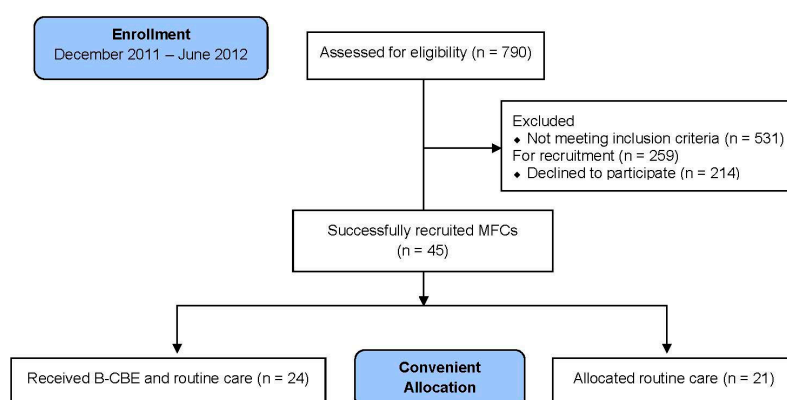 Enrollment
December 2011 – June 2012
Assessed for eligibility (n = 790)
Excluded
⬥ Not meeting inclusion criteria (n = 531)
For recruitment (n = 259)
⬥ Declined to participate (n = 214)
Successfully recruited MFCs
(n = 45)
Received B-CBE and routine care (n = 24)
Convenient
Allocation
Allocated routine care (n = 21)